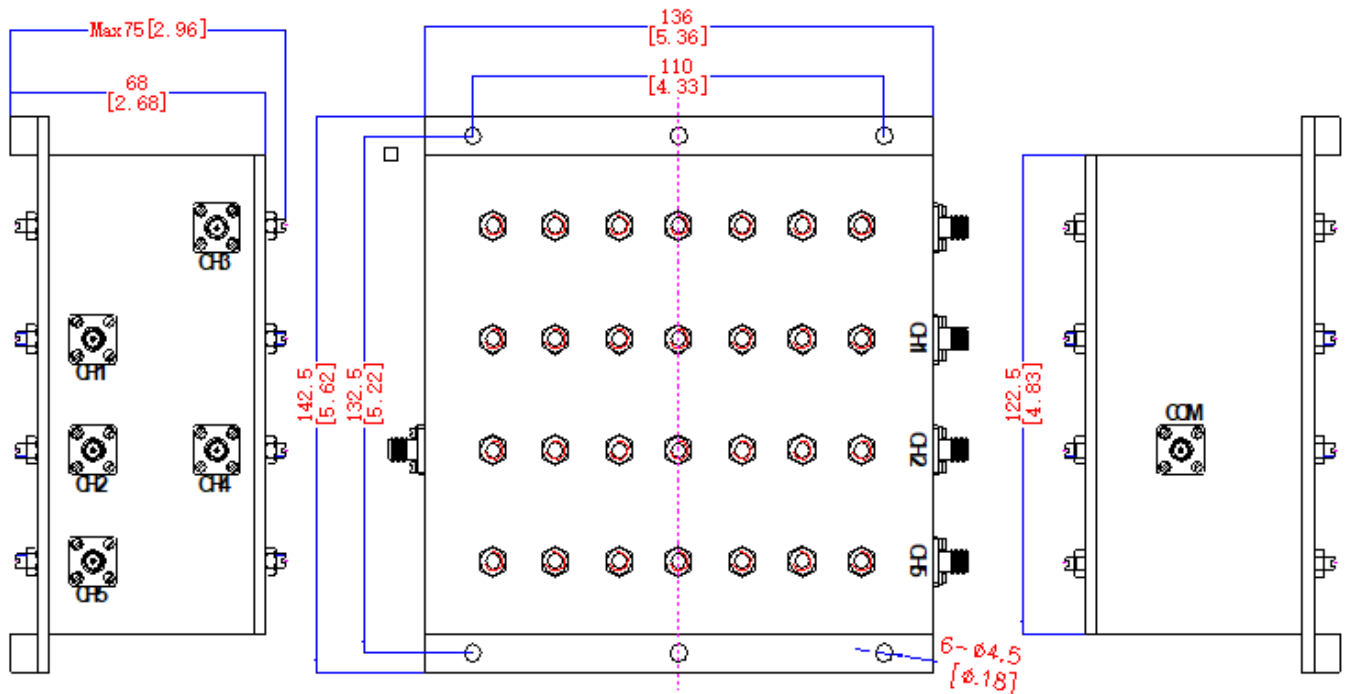 Max75[2.96]
68
[2.68]
136
[5.36]
110
[4.33]
CH3
CH1
CH2
CH4
CH5
142.5
[5.62]
132.5
[5.22]
CH1
CH2
CH5
6-ø4.5
[ø.18]
122.5
[4.83]
COM